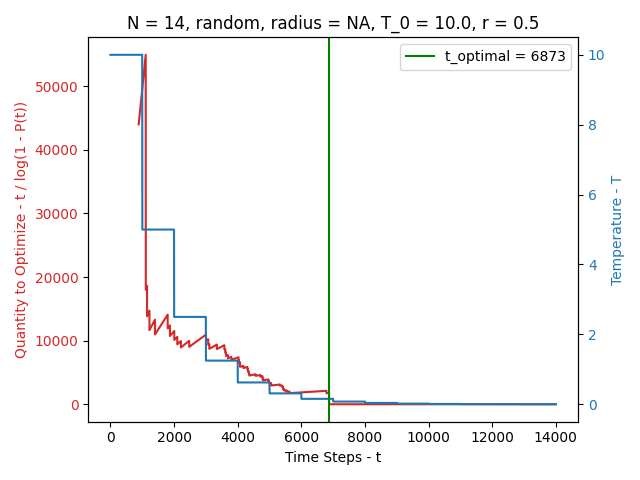 N = 14, random, radius = NA, T_0 = 10.0, r = 0.5
t_optimal = 6873
Quantity to Optimize - t / log(1 - P(t))
50000
40000
30000
20000
10000
0
10
8
6
4
2
0
Temperature - T
0 2000 4000 6000 8000 10000 12000 14000
Time Steps - t